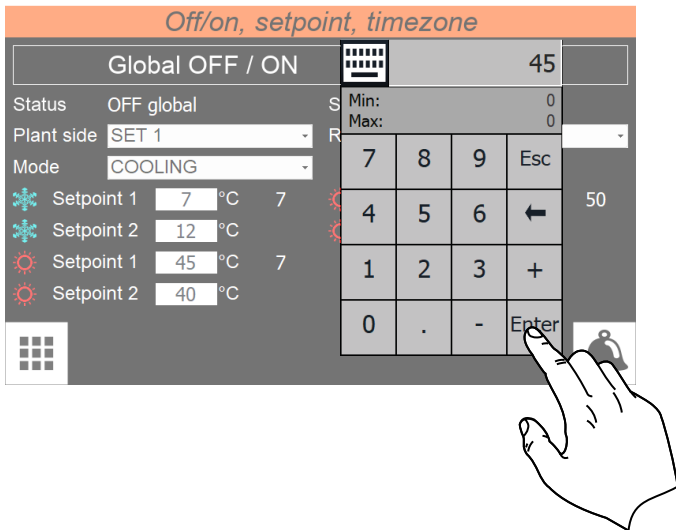 Off/on, setpoint, timezone
Global OFF / ON
45
Status OFF global S
Min: 0
Max: 0
Plant side SET 1 R
Mode COOLING
7 8 9 Esc
Setpoint 1 7 °C 7 50
4 5 6
Setpoint 2 12 °C
Setpoint 1 45 °C 7
1 2 3 +
Setpoint 2 40 °C
0 . - Enter